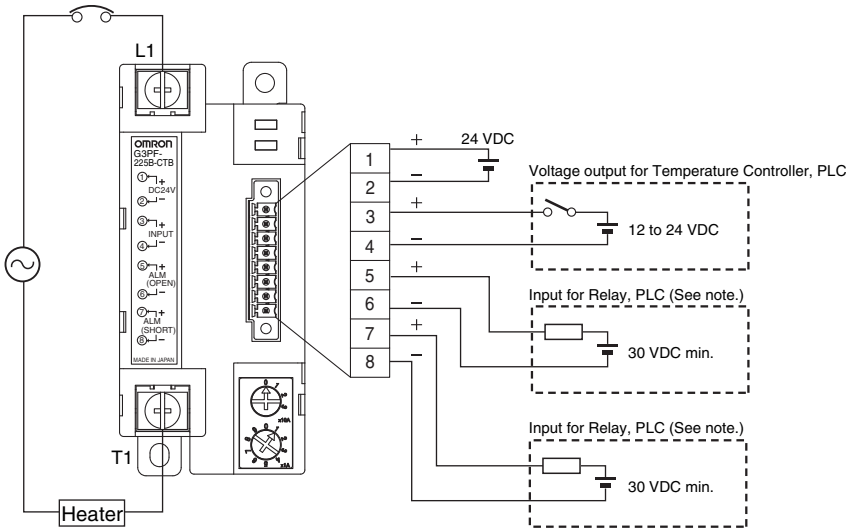 L1
OMRON
G3PF-
225B-CTB
1 +
DC24V
2 −
3 +
INPUT
4 −
5 +
ALM
(OPEN)
6 −
7 +
ALM
(SHORT)
8 −
MADE IN JAPAN
x10A
x1A
T1
Heater
1 + 24 VDC
2 −
3 +
4 −
5 +
6 −
7 +
8 −
Voltage output for Temperature Controller, PLC
12 to 24 VDC
Input for Relay, PLC (See note.)
30 VDC min.
Input for Relay, PLC (See note.)
30 VDC min.